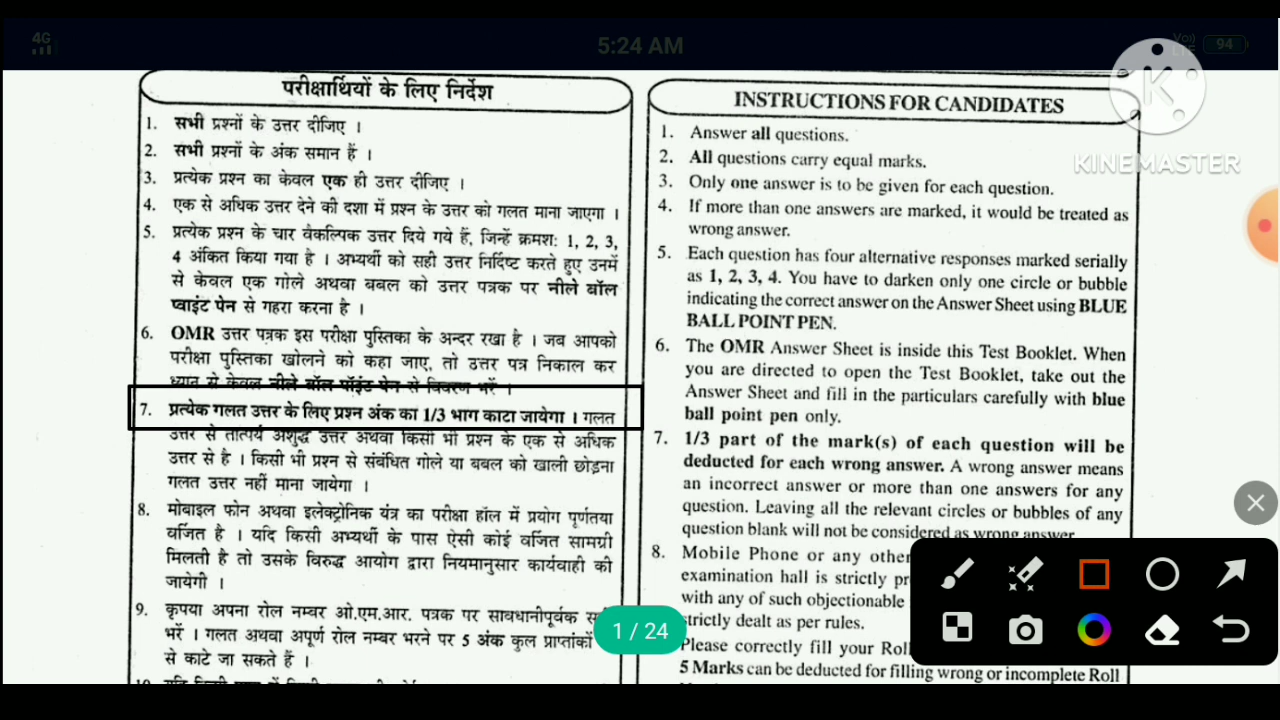 4G
5:24 AM
Vo)
LTE
94
KINEMASTER
परीक्षार्थियों के लिए निर्देश
1. सभी प्रश्नों के उत्तर दीजिए ।
2. सभी प्रश्नों के अंक समान हैं ।
3. प्रत्येक प्रश्न का केवल एक ही उत्तर दीजिए ।
4. एक से अधिक उत्तर देने की दशा में प्रश्न के उत्तर को गलत माना जाएगा ।
5. प्रत्येक प्रश्न के चार वैकल्पिक उत्तर दिये गये हैं, जिन्हें क्रमश: 1, 2, 3,
4 अंकित किया गया है । अभ्यर्थी को सही उत्तर निर्दिष्ट करते हुए उनमें
से केवल एक गोले अथवा बबल को उत्तर पत्रक पर नीले बॉल
प्वाइंट पेन से गहरा करना है ।
6. OMR उत्तर पत्रक इस परीक्षा पुस्तिका के अन्दर रखा है । जब आपको
परीक्षा पुस्तिका खोलने को कहा जाए, तो उत्तर पत्र निकाल कर
ध्यान से केवल नीले बॉल पॉइंट पेन से विवरण भरें ।
7. प्रत्येक गलत उत्तर के लिए प्रश्न अंक का 1/3 भाग काटा जायेगा । गलत
उत्तर से तात्पर्य अशुद्ध उत्तर अथवा किसी भी प्रश्न के एक से अधिक
उत्तर से है । किसी भी प्रश्न से संबंधित गोले या बबल को खाली छोड़ना
गलत उत्तर नहीं माना जायेगा ।
8. मोबाइल फोन अथवा इलेक्ट्रोनिक यंत्र का परीक्षा हॉल में प्रयोग पूर्णतया
वर्जित है । यदि किसी अभ्यर्थी के पास ऐसी कोई वर्जित सामग्री
मिलती है तो उसके विरुद्ध आयोग द्वारा नियमानुसार कार्यवाही की
जायेगी ।
9. कृपया अपना रोल नम्बर ओ.एम.आर. पत्रक पर सावधानीपूर्वक
भरें । गलत अथवा अपूर्ण रोल नम्बर भरने पर 5 अंक कुल प्राप्तांकों
से काटे जा सकते हैं ।
INSTRUCTIONS FOR CANDIDATES
1. Answer all questions.
2. All questions carry equal marks.
3. Only one answer is to be given for each question.
4. If more than one answers are marked, it would be treated as
wrong answer.
5. Each question has four alternative responses marked serially
as 1, 2, 3, 4. You have to darken only one circle or bubble
indicating the correct answer on the Answer Sheet using BLUE
BALL POINT PEN.
6. The OMR Answer Sheet is inside this Test Booklet. When
you are directed to open the Test Booklet, take out the
Answer Sheet and fill in the particulars carefully with blue
ball point pen only.
7. 1/3 part of the mark(s) of each question will be
deducted for each wrong answer. A wrong answer means
an incorrect answer or more than one answers for any
question. Leaving all the relevant circles or bubbles of any
question blank will not be considered as wrong answer.
8. Mobile Phone or any other
examination hall is strictly
with any of such objectionable
strictly dealt as per rules.
Please correctly fill your
5 Marks can be deducted for filling wrong or incomplete Roll
1 / 24